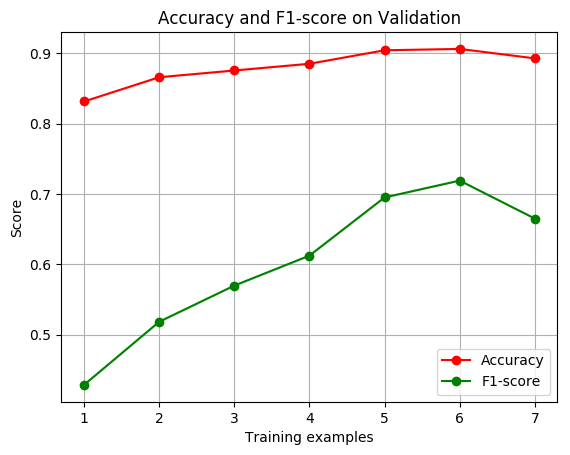 Accuracy and F1-score on Validation
Score
0.9
0.8
0.7
0.6
0.5
Accuracy
F1-score
1 2 3 4 5 6 7
Training examples